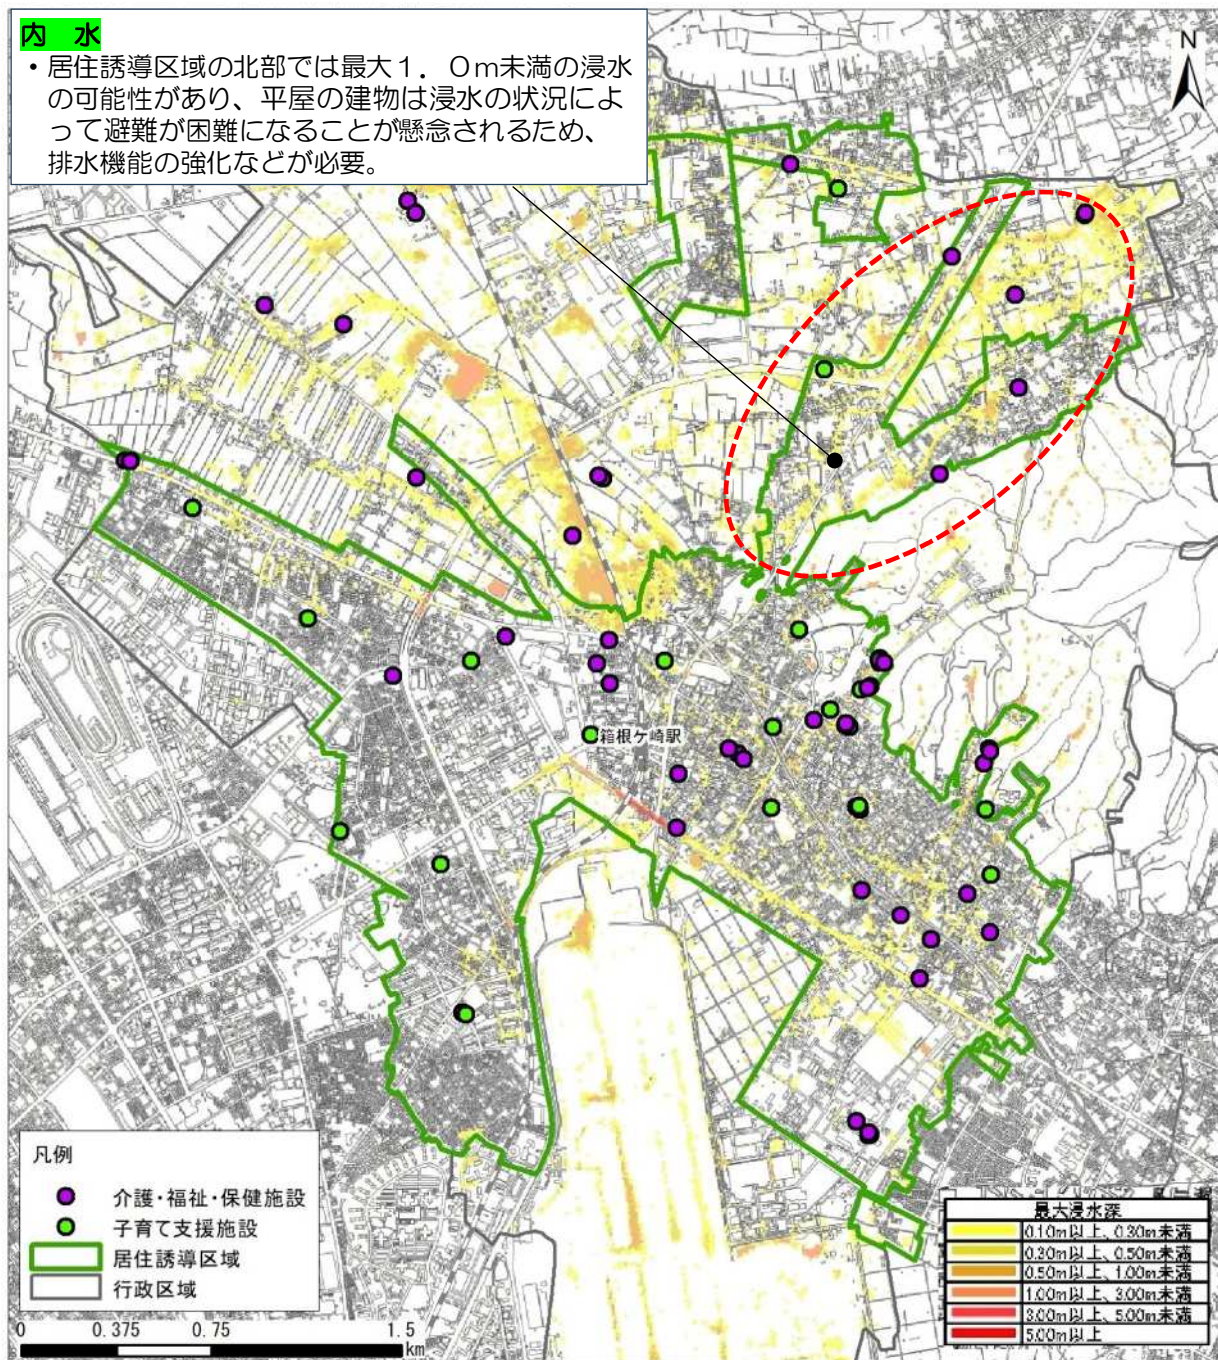 内 水
・居住誘導区域の北部では最大1.0m未満の浸水
の可能性があり、平屋の建物は浸水の状況によ
って避難が困難になることが懸念されるため、
排水機能の強化などが必要。
N
箱根ケ崎駅
凡例
介護・福祉・保健施設
子育て支援施設
居住誘導区域
行政区域
0 0.375 0.75 1.5
km
最大浸水深
0.10m以上、0.30m未満
0.30m以上、0.50m未満
0.50m以上、1.00m未満
1.00m以上、3.00m未満
3.00m以上、5.00m未満
5.00m以上